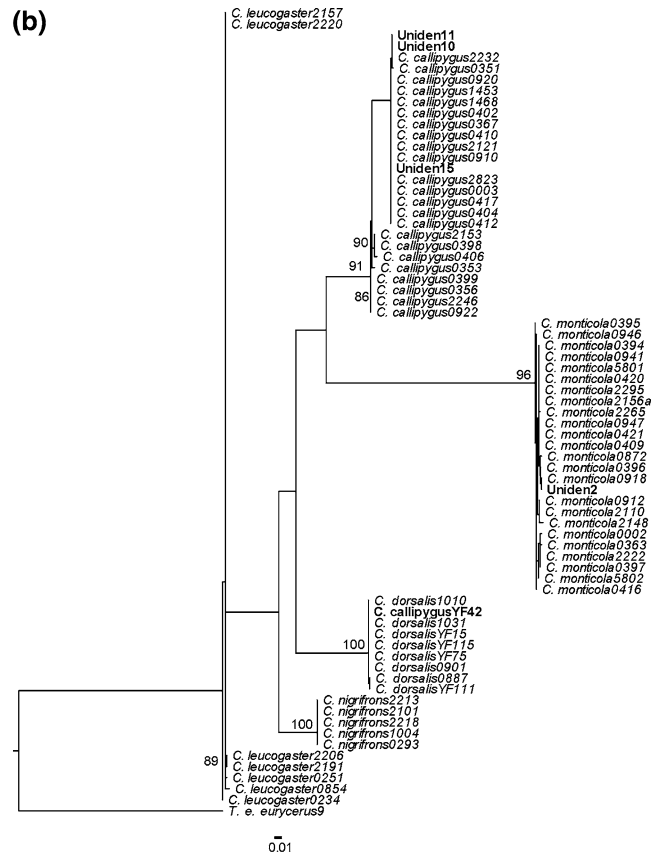 (b)
C. leucogaster2157
C. leucogaster2220
Uniden11
Uniden10
C. callipygus2232
C. callipygus0351
C. callipygus0920
C. callipygus1453
C. callipygus1468
C. callipygus0402
C. callipygus0367
C. callipygus0410
C. callipygus2121
C. callipygus0910
Uniden15
C. callipygus2823
C. callipygus0003
C. callipygus0417
C. callipygus0404
C. callipygus0412
C. callipygus2153
90
C. callipygus0398
C. callipygus0406
91
C. callipygus0353
C. callipygus0399
C. callipygus0356
86
C. callipygus2246
C. callipygus0922
C. monticola0395
C. monticola0946
C. monticola0394
C. monticola0941
C. monticola5801
96
C. monticola0420
C. monticola2295
C. monticola2156a
C. monticola2265
C. monticola0947
C. monticola0421
C. monticola0409
C. monticola0872
C. monticola0396
C. monticola0918
Uniden2
C. monticola0912
C. monticola2110
C. monticola2148
C. monticola0002
C. monticola0363
C. monticola2222
C. monticola0397
C. monticola5802
C. monticola0416
C. dorsalis1010
C. callipygusYF42
C. dorsalis1031
C. dorsalisYF15
100
C. dorsalisYF115
C. dorsalisYF75
C. dorsalis0901
C. dorsalis0887
C. dorsalisYF111
C. nigrifrons2213
C. nigrifrons2101
100
C. nigrifrons2218
C. nigrifrons1004
C. nigrifrons0293
89
C. leucogaster2206
C. leucogaster2191
C. leucogaster0251
C. leucogaster0854
C. leucogaster0234
T. e. eurycerus9
0.01